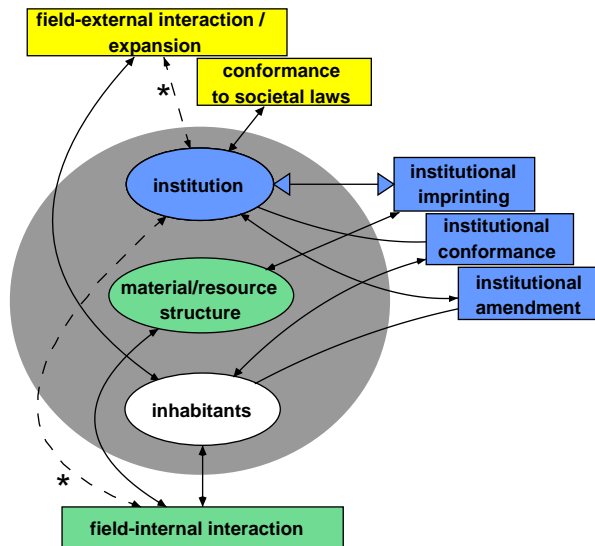 field-external interaction /
expansion
*
conformance
to societal laws
institution
institutional
imprinting
institutional
conformance
material/resource
structure
institutional
amendment
inhabitants
*
field-internal interaction